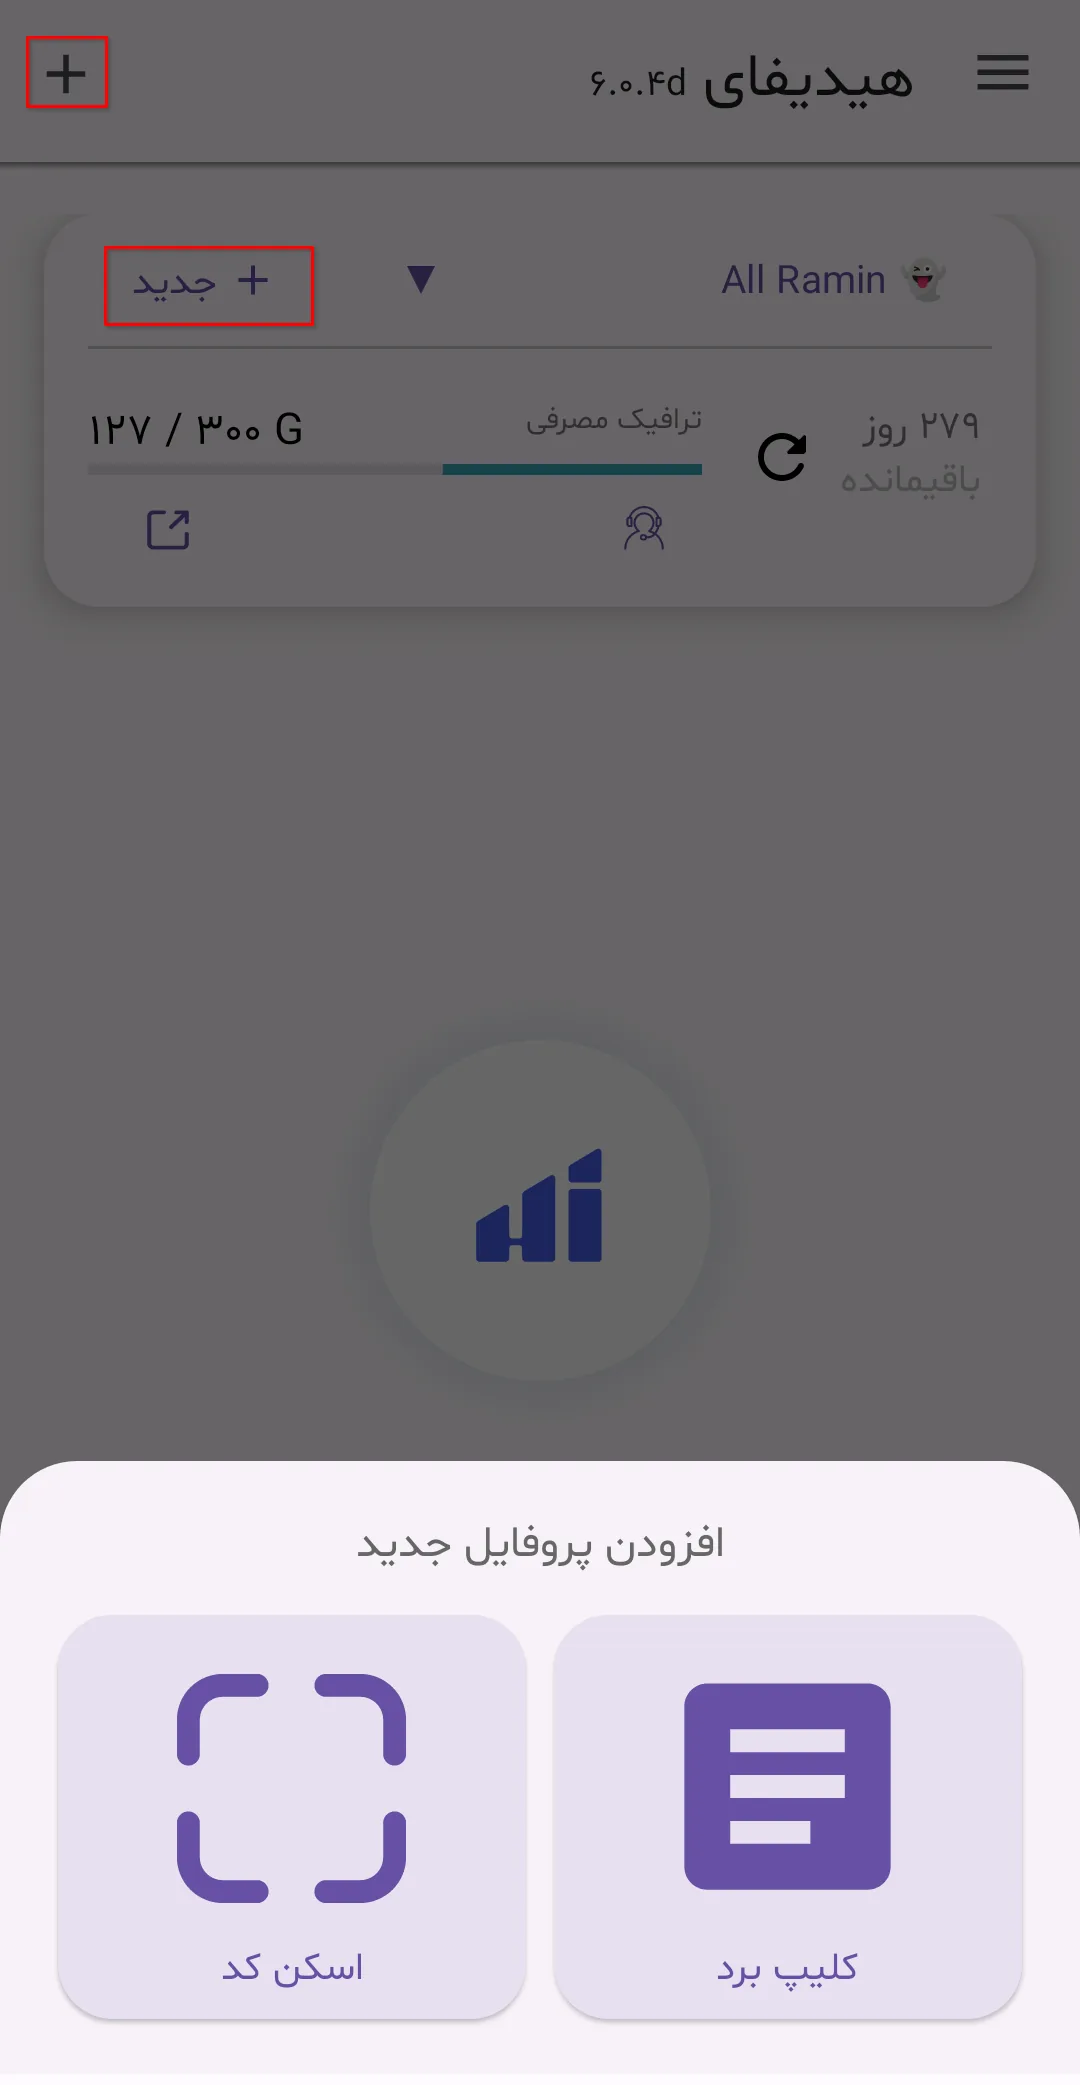 هیدیفای ۶.۰.۴d
👻 All Ramin
+ جدید
۲۷۹ روز
باقیمانده
ترافیک مصرفی
۱۲۷ / ۳۰۰ G
افزودن پروفایل جدید
کلیپ برد
اسکن کد